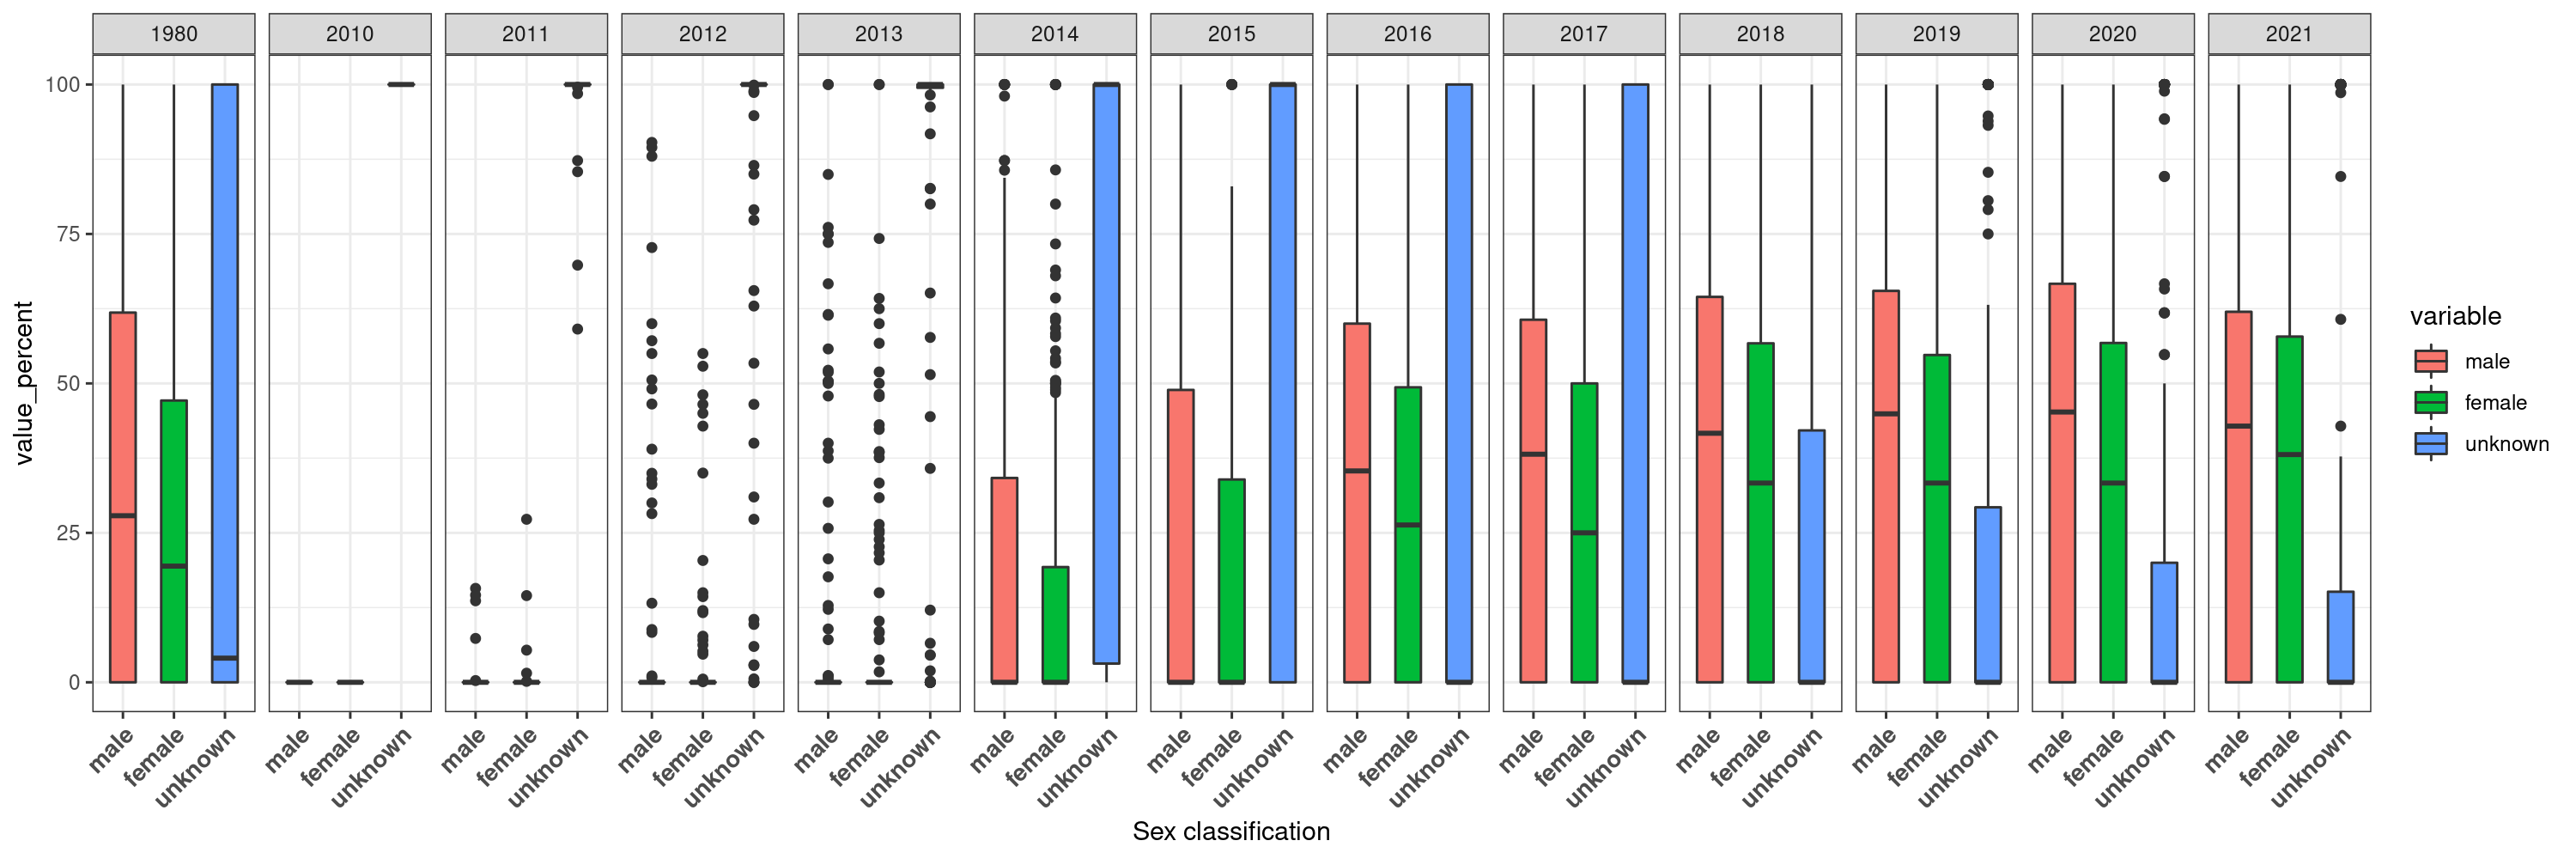 1980 2010 2011 2012 2013 2014 2015 2016 2017 2018 2019 2020 2021
100
75
50
25
0
value_percent
male female unknown male female unknown male female unknown male female unknown male female unknown male female unknown male female unknown male female unknown male female unknown male female unknown male female unknown male female unknown male female unknown
Sex classification
variable
male
female
unknown